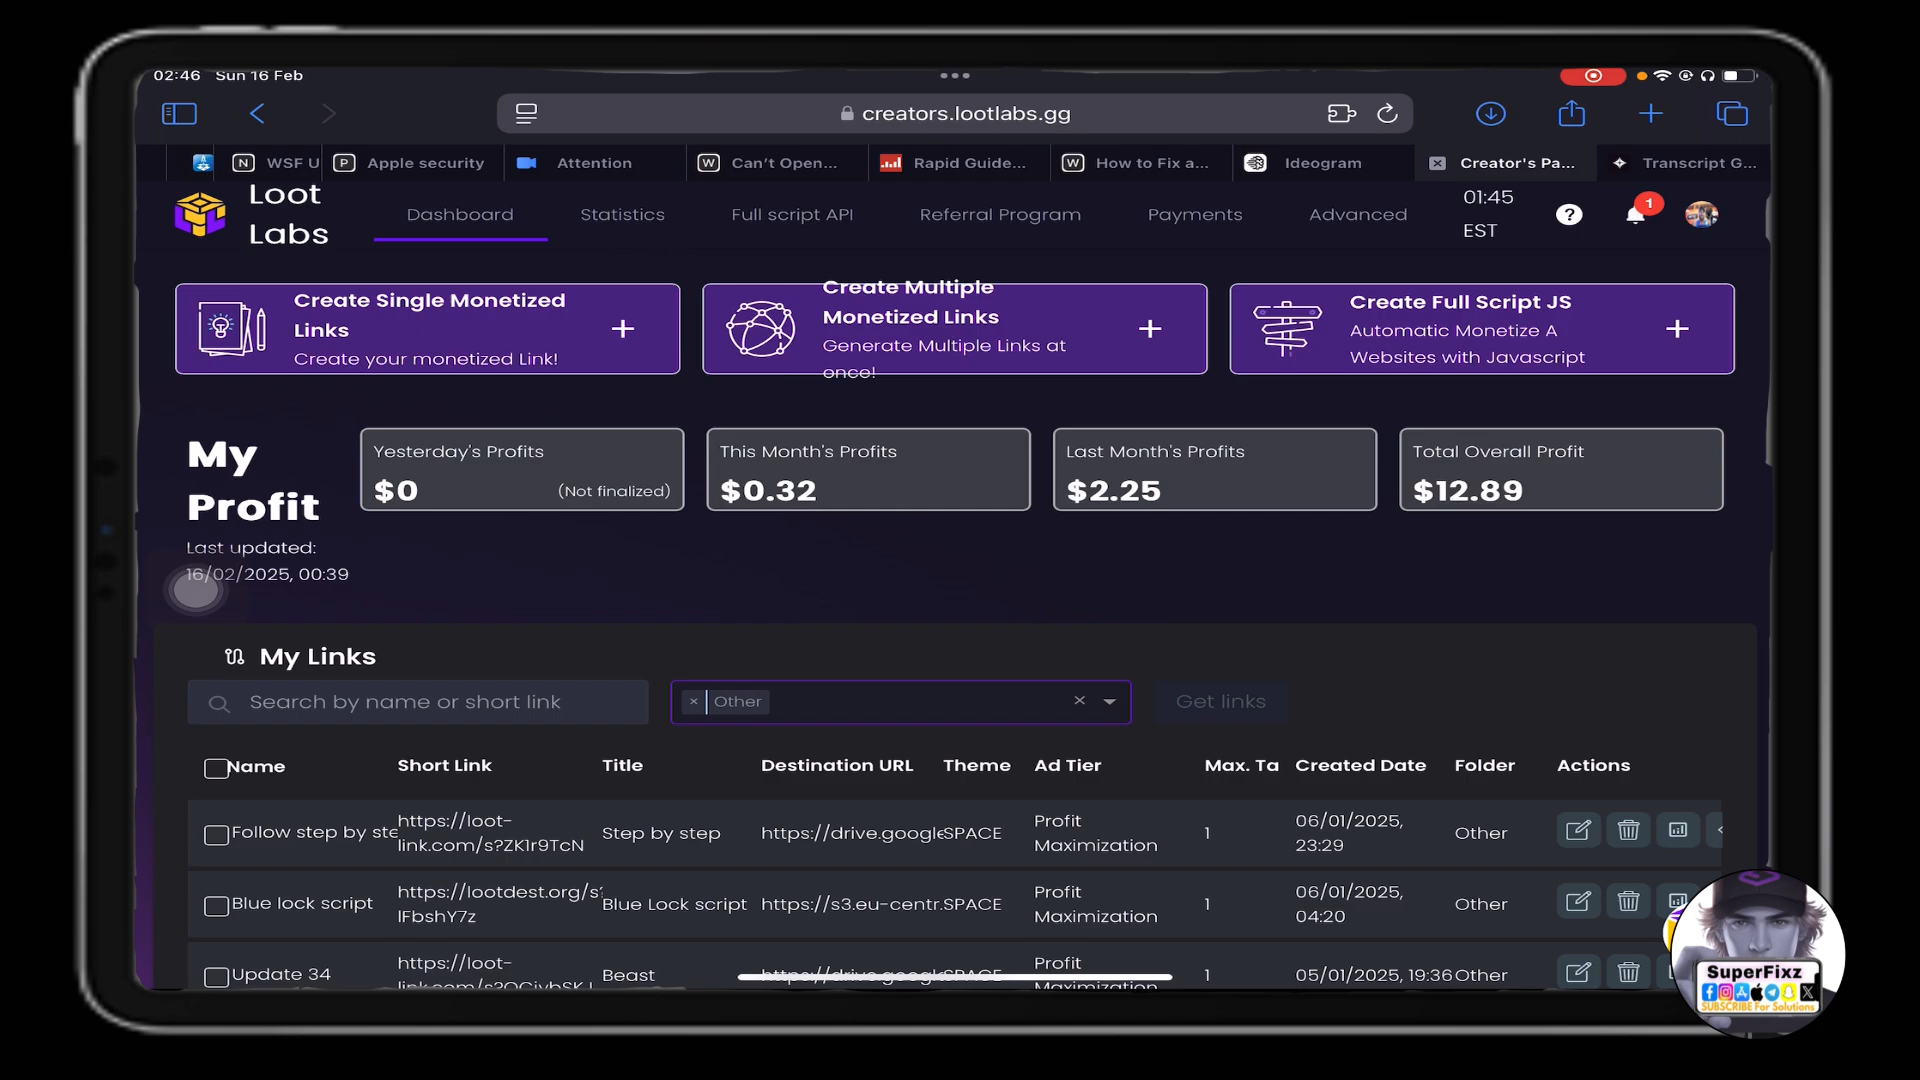 02:46 Sun 16 Feb
creators.lootlabs.gg
WSF U
Apple security
Attention
Can't Open...
Rapid Guide...
How to Fix a...
Ideogram
Creator's Pa...
Transcript G...
Loot
Labs
Dashboard
Statistics
Full script API
Referral Program
Payments
Advanced
01:45
EST
?
1
Create Single Monetized
Links
Create your monetized Link!
+
Create Multiple
Monetized Links
Generate Multiple Links at
once!
+
Create Full Script JS
Automatic Monetize A
Websites with Javascript
+
My
Profit
Last updated:
16/02/2025, 00:39
Yesterday's Profits
$0 (Not finalized)
This Month's Profits
$0.32
Last Month's Profits
$2.25
Total Overall Profit
$12.89
My Links
Search by name or short link
× Other
Get links
Name Short Link Title Destination URL Theme Ad Tier Max. Ta Created Date Folder Actions
Follow step by ste
https://loot-
link.com/s?ZK1r9TcN
Step by step
https://drive.google
SPACE
Profit
Maximization
1
06/01/2025,
23:29
Other
Blue lock script
https://lootdest.org/s?
IFbshY7z
Blue Lock script
https://s3.eu-centr.
SPACE
Profit
Maximization
1
06/01/2025,
04:20
Other
Update 34
https://loot-
Beast
https://drive.google
SPACE
Profit
Maximization
1
05/01/2025, 19:36
Other
SuperFixz
SUBSCRIBE For Solutions